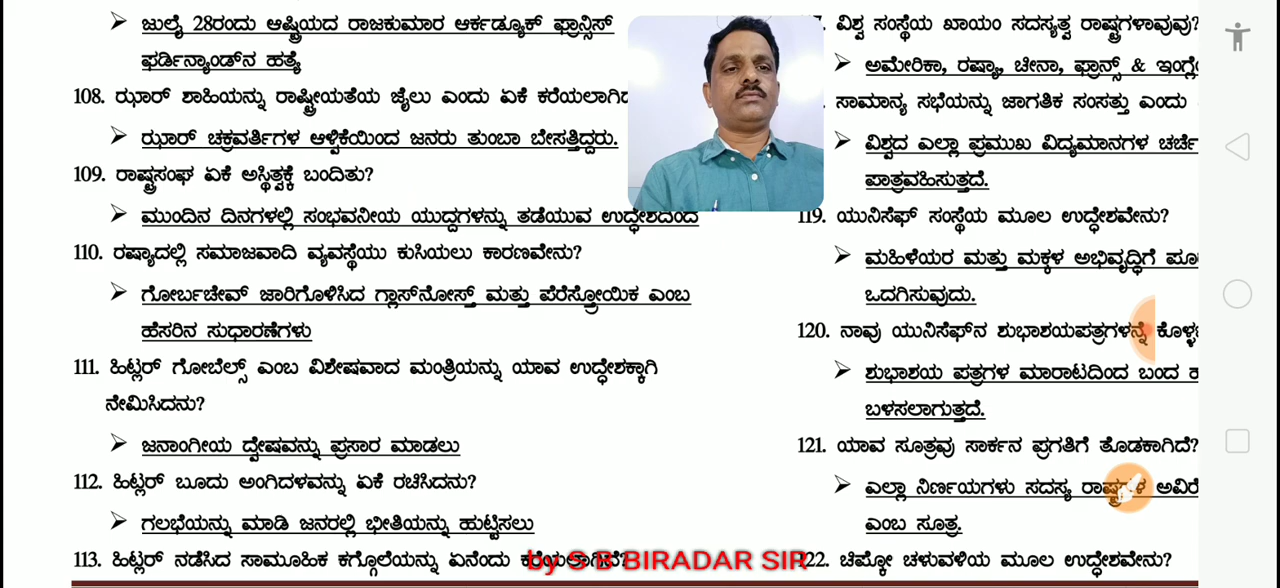 ಜುಲೈ 28ರಂದು ಆಷ್ಟ್ರಿಯದ ರಾಜಕುಮಾರ ಆರ್ಕಡ್ಯೂಕ್ ಫ್ರಾನ್ಸಿಸ್
ಫರ್ಡಿನ್ಯಾಂಡ್‌ನ ಹತ್ಯೆ
108. ಝಾರ್ ಶಾಹಿಯನ್ನು ರಾಷ್ಟ್ರೀಯತೆಯ ಜೈಲು ಎಂದು ಏಕೆ
ಝಾರ್ ಚಕ್ರವರ್ತಿಗಳ ಆಳ್ವಿಕೆಯಿಂದ ಜನರು ತುಂಬಾ ಬೇಸತ್ತಿದ್ದರು.
109. ರಾಷ್ಟ್ರಸಂಘ ಏಕೆ ಅಸ್ಥಿತ್ವಕ್ಕೆ ಬಂದಿತು?
ಮುಂದಿನ ದಿನಗಳಲ್ಲಿ ಸಂಭವನೀಯ ಯುದ್ದಗಳನ್ನು ತಡೆಯುವ ಉದ್ಧೇಶದಿಂದ
110. ರಷ್ಯಾದಲ್ಲಿ ಸಮಾಜವಾದಿ ವ್ಯವಸ್ಥೆಯು ಕುಸಿಯಲು ಕಾರಣವೇನು?
ಗೋರ್ಬಚೇವ್ ಜಾರಿಗೊಳಿಸಿದ ಗ್ಲಾಸ್‌ನೋಸ್ತ್ ಮತ್ತು ಪೆರೆಸ್ತ್ರೋಯಿಕ ಎಂಬ
ಹೆಸರಿನ ಸುಧಾರಣೆಗಳು
111. ಹಿಟ್ಲರ್ ಗೋಬೆಲ್ಸ್ ಎಂಬ ವಿಶೇಷವಾದ ಮಂತ್ರಿಯನ್ನು ಯಾವ ಉದ್ಧೇಶಕ್ಕಾಗಿ
ನೇಮಿಸಿದನು?
ಜನಾಂಗೀಯ ದ್ವೇಷವನ್ನು ಪ್ರಸಾರ ಮಾಡಲು
112. ಹಿಟ್ಲರ್ ಬೂದು ಅಂಗಿದಳವನ್ನು ಏಕೆ ರಚಿಸಿದನು?
ಗಲಭೆಯನ್ನು ಮಾಡಿ ಜನರಲ್ಲಿ ಭೀತಿಯನ್ನು ಹುಟ್ಟಿಸಲು
113. ಹಿಟ್ಲರ್ ನಡೆಸಿದ ಸಾಮೂಹಿಕ ಕಗ್ಗೊಲೆಯನ್ನು ಏನೆಂದು ಕರೆಯಲಾಗಿದೆ?
ವಿಶ್ವ ಸಂಸ್ಥೆಯ ಖಾಯಂ ಸದಸ್ಯತ್ವ ರಾಷ್ಟ್ರಗಳಾವುವು?
ಅಮೇರಿಕಾ, ರಷ್ಯಾ, ಚೀನಾ, ಫ್ರಾನ್ಸ್ &
ಸಾಮಾನ್ಯ ಸಭೆಯನ್ನು ಜಾಗತಿಕ ಸಂಸತ್ತು ಎಂದು
ವಿಶ್ವದ ಎಲ್ಲಾ ಪ್ರಮುಖ ವಿದ್ಯಮಾನಗಳ
ಪಾತ್ರವಹಿಸುತ್ತದೆ.
119. ಯುನಿಸೆಫ್ ಸಂಸ್ಥೆಯ ಮೂಲ ಉದ್ಧೇಶವೇನು?
ಮಹಿಳೆಯರ ಮತ್ತು ಮಕ್ಕಳ ಅಭಿವೃದ್ಧಿಗೆ
ಒದಗಿಸುವುದು.
120. ನಾವು ಯುನಿಸೆಫ್‌ನ ಶುಭಾಶಯಪತ್ರಗಳನ್ನೆ
ಶುಭಾಶಯ ಪತ್ರಗಳ ಮಾರಾಟದಿಂದ ಬಂದ
ಬಳಸಲಾಗುತ್ತದೆ.
121. ಯಾವ ಸೂತ್ರವು ಸಾರ್ಕನ ಪ್ರಗತಿಗೆ ತೊಡಕಾಗಿದೆ?
ಎಲ್ಲಾ ನಿರ್ಣಯಗಳು ಸದಸ್ಯ ರಾಷ್ಟ್ರಗಳ
ಎಂಬ ಸೂತ್ರ.
122. ಚಿಪ್ಕೋ ಚಳುವಳಿಯ ಮೂಲ ಉದ್ಧೇಶವೇನು?
by S B BIRADAR SIR